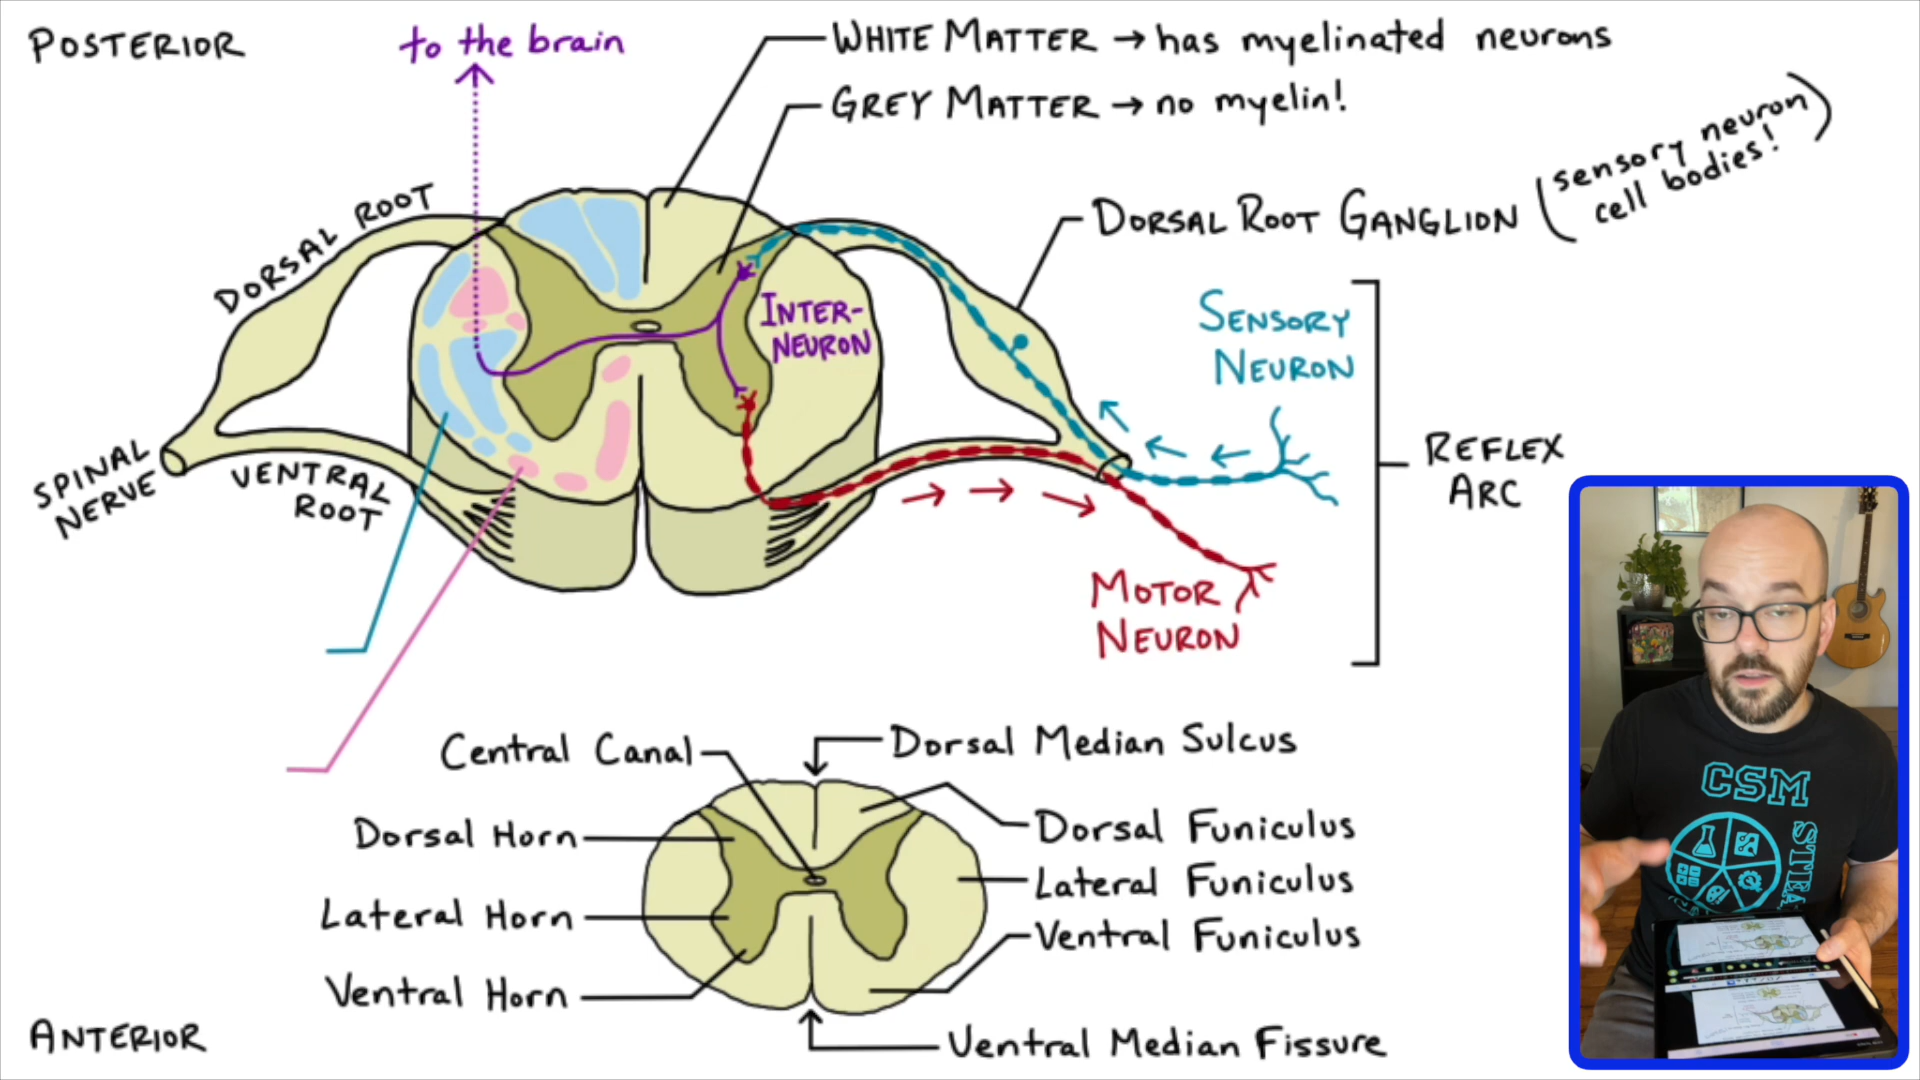 POSTERIOR
to the brain
WHITE MATTER → has myelinated neurons
GREY MATTER → no myelin!
(sensory neuron
cell bodies!)
DORSAL ROOT GANGLION
DORSAL ROOT
INTER-
NEURON
SENSORY
NEURON
REFLEX
ARC
SPINAL
NERVE
VENTRAL
ROOT
MOTOR
NEURON
Central Canal
Dorsal Median Sulcus
Dorsal Horn
Dorsal Funiculus
Lateral Horn
Lateral Funiculus
Ventral Horn
Ventral Funiculus
ANTERIOR
Ventral Median Fissure
CSM